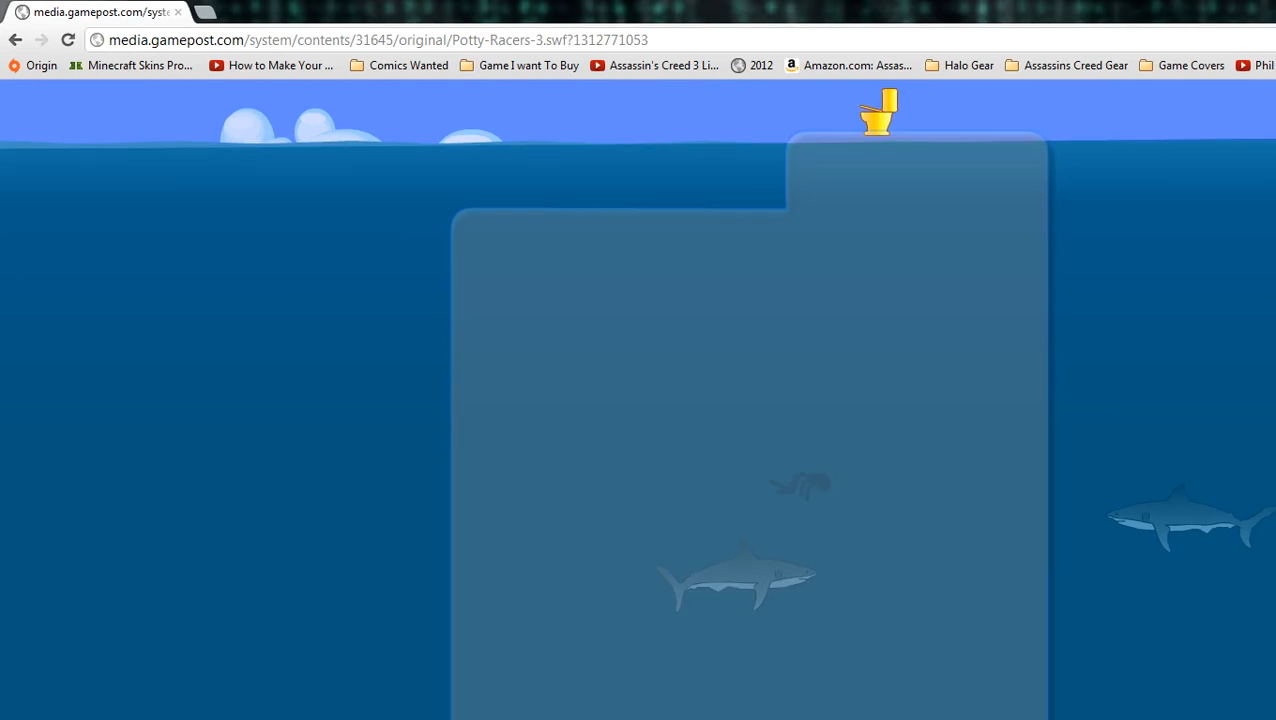 media.gamepost.com/syste
media.gamepost.com/system/contents/31645/original/Potty-Racers-3.swf?1312771053
Origin Minecraft Skins Pro... How to Make Your ... Comics Wanted Game I want To Buy Assassin's Creed 3 Li... 2012 Amazon.com: Assas... Halo Gear Assassins Creed Gear Game Covers Phil